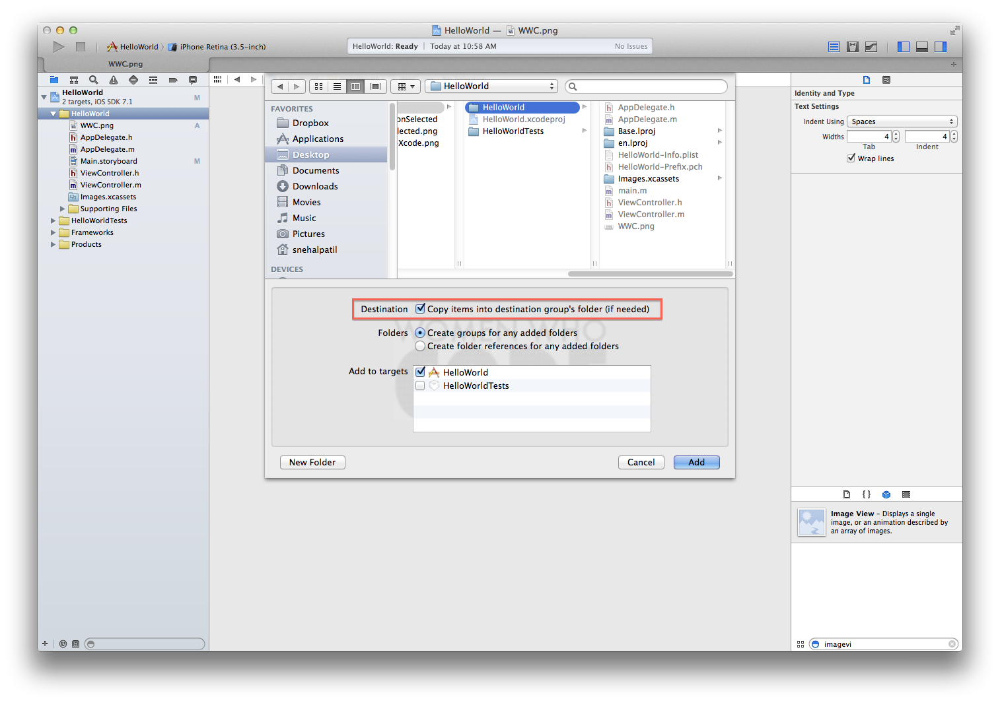 HelloWorld — WWC.png
HelloWorld 〉 iPhone Retina (3.5-inch)
HelloWorld: Ready | Today at 10:58 AM
No Issues
WWC.png
HelloWorld
2 targets, iOS SDK 7.1
M
HelloWorld
WWC.png
A
AppDelegate.h
AppDelegate.m
Main.storyboard
M
ViewController.h
ViewController.m
Images.xcassets
Supporting Files
HelloWorldTests
Frameworks
Products
HelloWorld
FAVORITES
Dropbox
Applications
Desktop
Documents
Downloads
Movies
Music
Pictures
snehalpatil
DEVICES
onSelected
lected.png
Xcode.png
HelloWorld
HelloWorld.xcodeproj
HelloWorldTests
AppDelegate.h
AppDelegate.m
Base.lproj
en.lproj
HelloWorld-Info.plist
HelloWorld-Prefix.pch
Images.xcassets
main.m
ViewController.h
ViewController.m
WWC.png
Destination Copy items into destination group's folder (if needed)
WOMEN WHO
CODE
Folders Create groups for any added folders
Create folder references for any added folders
Add to targets HelloWorld
HelloWorldTests
New Folder
Cancel
Add
Identity and Type
Text Settings
Indent Using Spaces
Widths 4 4
Tab Indent
Wrap lines
{ }
Image View – Displays a single
image, or an animation described by
an array of images.
imagevi